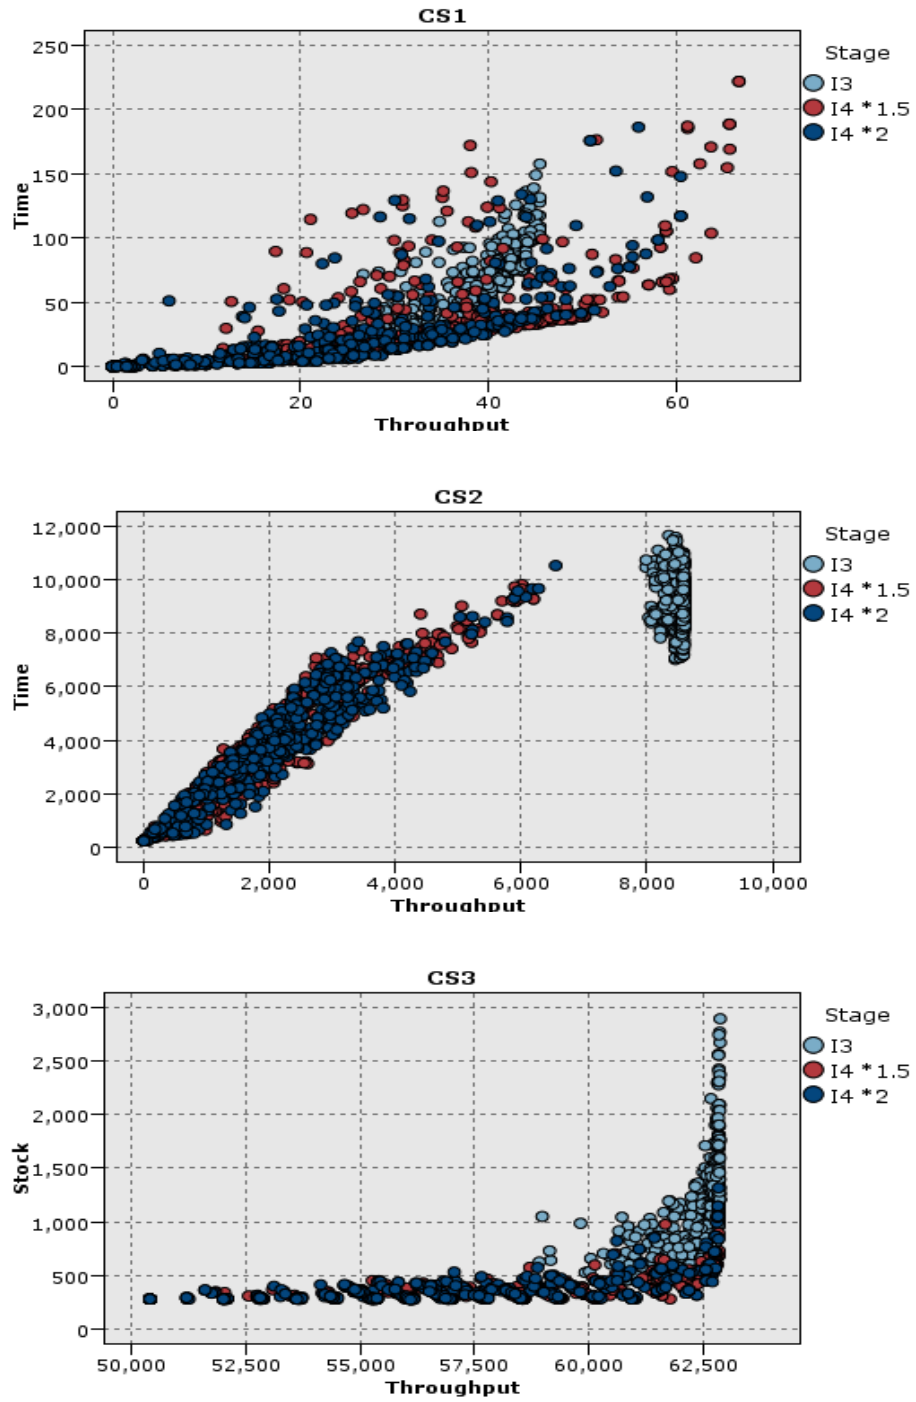 CS1
250
200
150
100
50
0
Time
0 20 40 60
Throughput
Stage
I3
I4 *1.5
I4 *2
CS2
12,000
10,000
8,000
6,000
4,000
2,000
0
Time
0 2,000 4,000 6,000 8,000 10,000
Throughput
Stage
I3
I4 *1.5
I4 *2
CS3
3,000
2,500
2,000
1,500
1,000
500
0
Stock
50,000 52,500 55,000 57,500 60,000 62,500
Throughput
Stage
I3
I4 *1.5
I4 *2